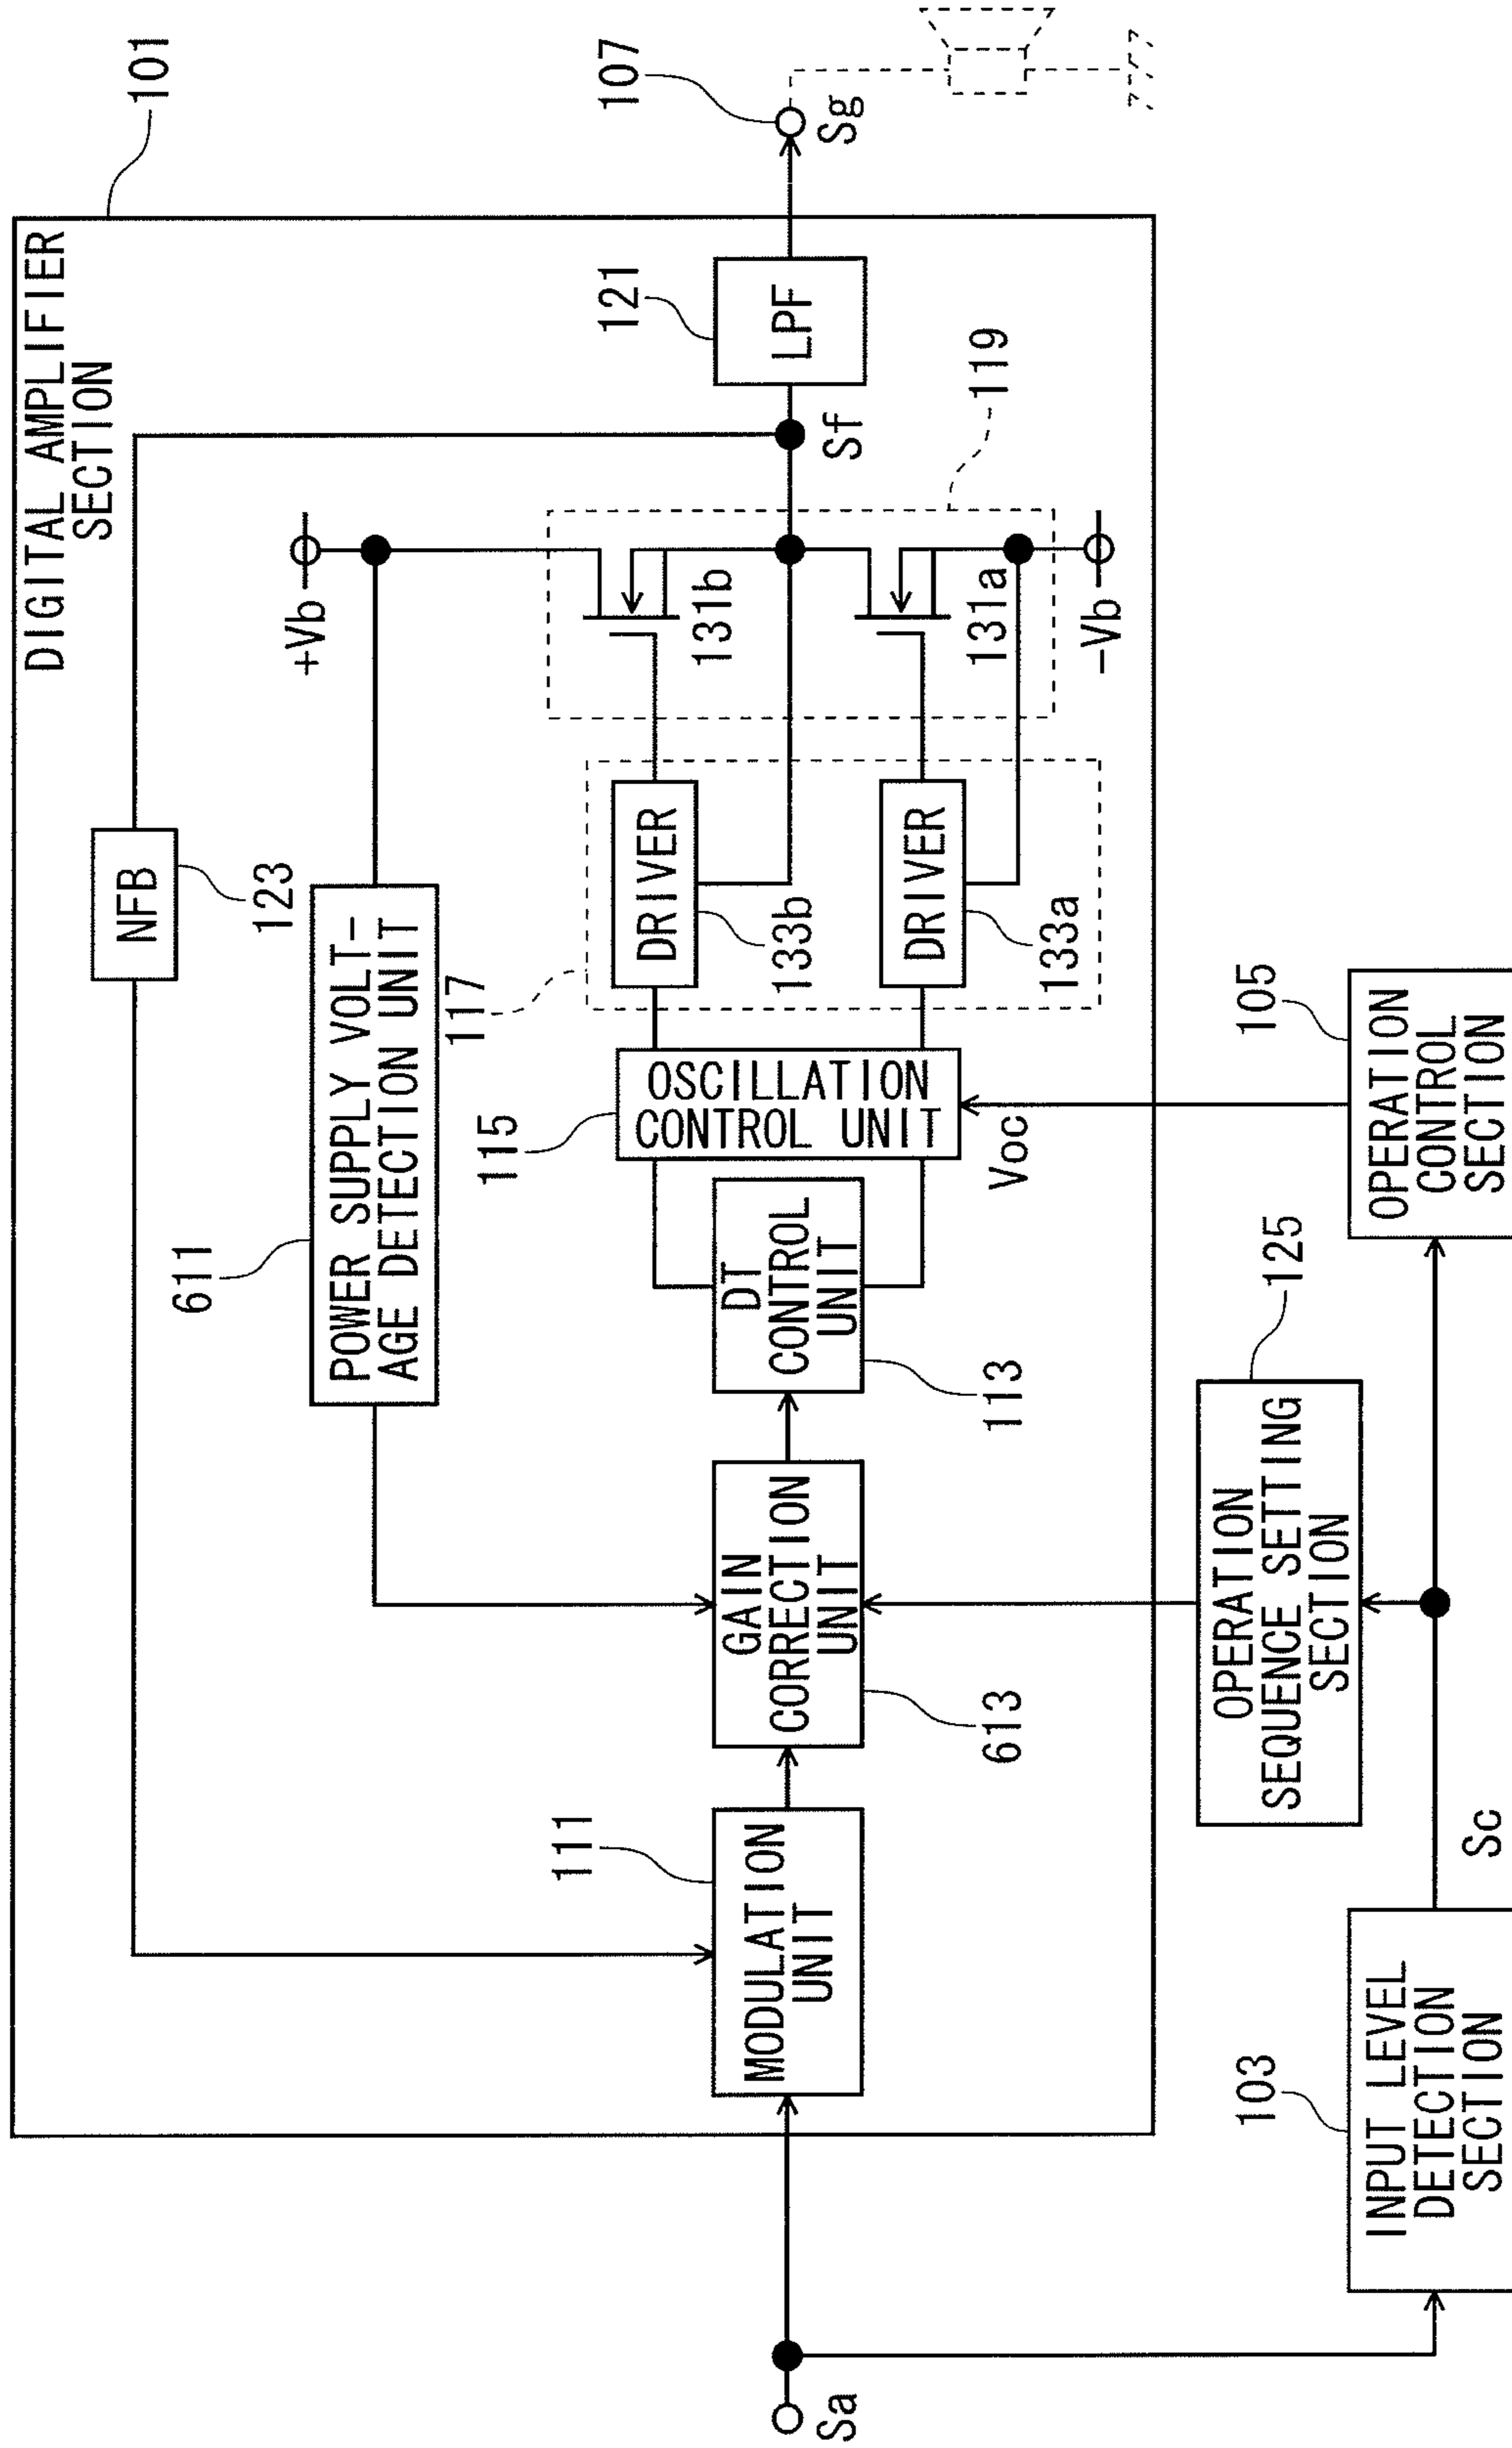 DIGITAL AMPLIFIER
SECTION
101
NFB
123
+Vb
611
POWER SUPPLY VOLT-
AGE DETECTION UNIT
117
119
121
107
111
MODULATION
UNIT
GAIN
CORRECTION
UNIT
613
DT
CONTROL
UNIT
113
115
OSCILLATION
CONTROL UNIT
Voc
DRIVER
133b
DRIVER
133a
131b
131a
-Vb
Sf
LPF
Sg
Sa
125
OPERATION
SEQUENCE SETTING
SECTION
103
INPUT LEVEL
DETECTION
SECTION
Sc
105
OPERATION
CONTROL
SECTION